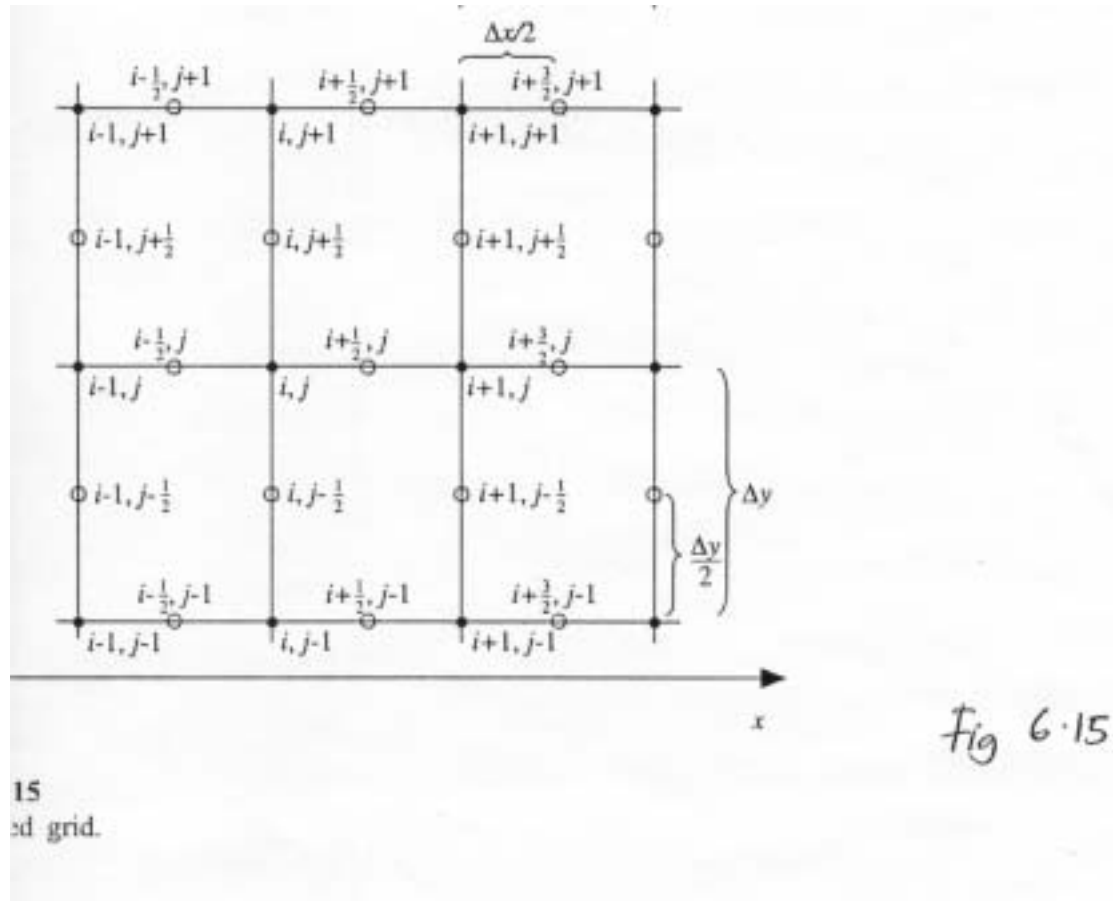 Δx/2
i-1/2, j+1 i+1/2, j+1 i+3/2, j+1
i-1, j+1 i, j+1 i+1, j+1
i-1, j+1/2 i, j+1/2 i+1, j+1/2
i-1/2, j i+1/2, j i+3/2, j
i-1, j i, j i+1, j
i-1, j-1/2 i, j-1/2 i+1, j-1/2 Δy
Δy/2
i-1/2, j-1 i+1/2, j-1 i+3/2, j-1
i-1, j-1 i, j-1 i+1, j-1
x
Fig 6.15
15
ed grid.